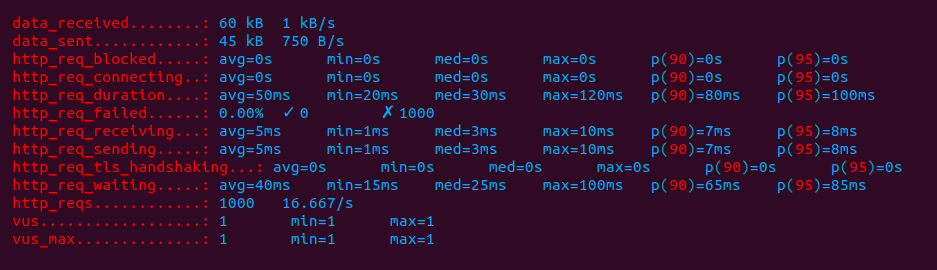 data_received........: 60 kB  1 kB/s
data_sent............: 45 kB  750 B/s
http_req_blocked.....: avg=0s      min=0s      med=0s      max=0s      p(90)=0s      p(95)=0s
http_req_connecting..: avg=0s      min=0s      med=0s      max=0s      p(90)=0s      p(95)=0s
http_req_duration....: avg=50ms    min=20ms    med=30ms    max=120ms   p(90)=80ms    p(95)=100ms
http_req_failed......: 0.00%  ✓ 0        ✗ 1000
http_req_receiving...: avg=5ms     min=1ms     med=3ms     max=10ms    p(90)=7ms     p(95)=8ms
http_req_sending.....: avg=5ms     min=1ms     med=3ms     max=10ms    p(90)=7ms     p(95)=8ms
http_req_tls_handshaking...: avg=0s      min=0s      med=0s      max=0s      p(90)=0s      p(95)=0s
http_req_waiting.....: avg=40ms    min=15ms    med=25ms    max=100ms   p(90)=65ms    p(95)=85ms
http_reqs............: 1000   16.667/s
vus..................: 1       min=1      max=1
vus_max..............: 1       min=1      max=1